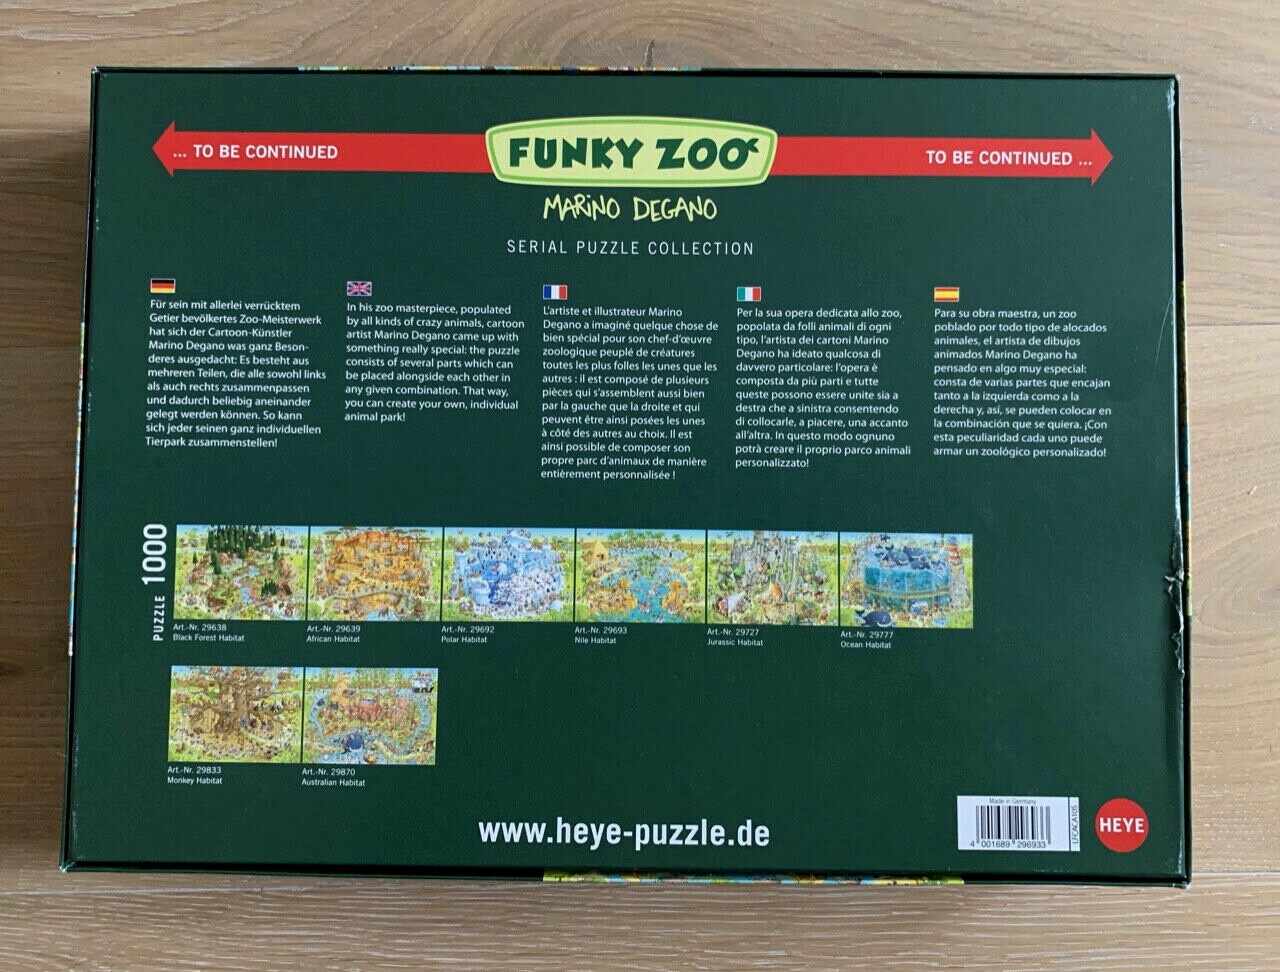 ... TO BE CONTINUED
FUNKY ZOO
TO BE CONTINUED ...
MARINO DEGANO
SERIAL PUZZLE COLLECTION
Für sein mit allerlei verrücktem
Getier bevölkertes Zoo-Meisterwerk
hat sich der Cartoon-Künstler
Marino Degano was ganz Beson-
deres ausgedacht: Es besteht aus
mehreren Teilen, die alle sowohl links
als auch rechts zusammenpassen
und dadurch beliebig aneinander
gelegt werden können. So kann
sich jeder seinen ganz individuellen
Tierpark zusammenstellen!
In his zoo masterpiece, populated
by all kinds of crazy animals, cartoon
artist Marino Degano came up with
something really special: the puzzle
consists of several parts which can
be placed alongside each other in
any given combination. That way,
you can create your own, individual
animal park!
L'artiste et illustrateur Marino
Degano a imaginé quelque chose de
bien spécial pour son chef-d'œuvre
zoologique peuplé de créatures
toutes les plus folles les unes que les
autres : il est composé de plusieurs
pièces qui s'assemblent aussi bien
par la gauche que la droite et qui
peuvent être ainsi posées les unes
à côté des autres au choix. Il est
ainsi possible de composer son
propre parc d'animaux de manière
entièrement personnalisée !
Per la sua opera dedicata allo zoo,
popolata da folli animali di ogni
tipo, l'artista dei cartoni Marino
Degano ha ideato qualcosa di
davvero particolare: l'opera è
composta da più parti e tutte
queste possono essere unite sia a
destra che a sinistra consentendo
di collocarle, a piacere, una accanto
all'altra. In questo modo ognuno
potrà creare il proprio parco animali
personalizzato!
Para su obra maestra, un zoo
poblado por todo tipo de alocados
animales, el artista de dibujos
animados Marino Degano ha
pensado en algo muy especial:
consta de varias partes que encajan
tanto a la izquierda como a la
derecha y, así, se pueden colocar en
la combinación que se quiera. ¡Con
esta peculiaridad cada uno puede
armar un zoológico personalizado!
PUZZLE 1000
Art.-Nr. 29638
Black Forest Habitat
Art.-Nr. 29639
African Habitat
Art.-Nr. 29692
Polar Habitat
Art.-Nr. 29693
Nile Habitat
Art.-Nr. 29727
Jurassic Habitat
Art.-Nr. 29777
Ocean Habitat
Art.-Nr. 29833
Monkey Habitat
Art.-Nr. 29870
Australian Habitat
www.heye-puzzle.de
Made in Germany
4 001689 296933
LFCACA105
HEYE